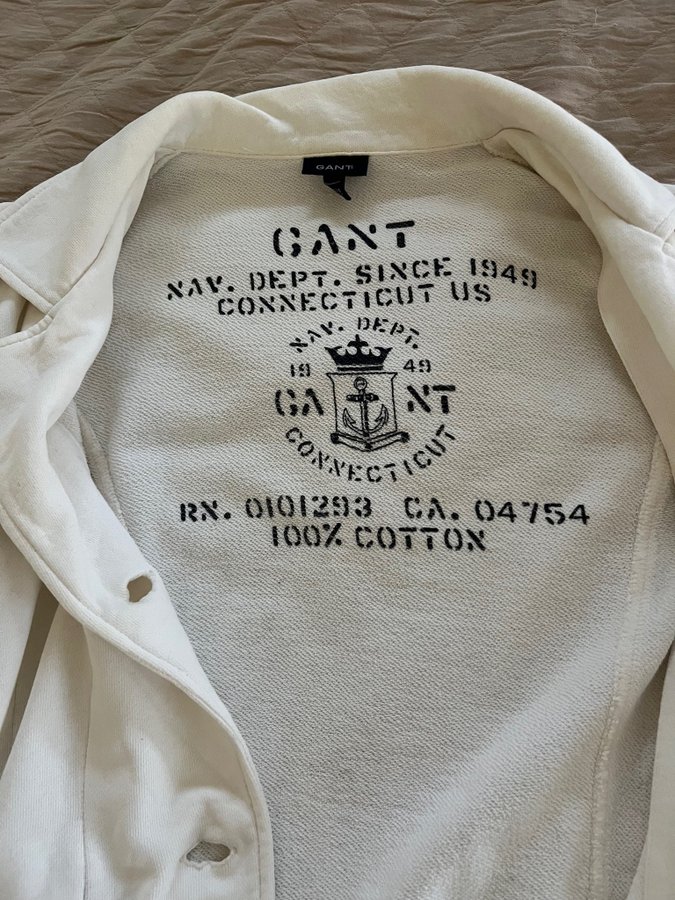 GANT
GANT
NAV. DEPT. SINCE 1949
CONNECTICUT US
NAV. DEPT.
19 49
GA NT
CONNECTICUT
RN. 0101293 CA. 04754
100% COTTON